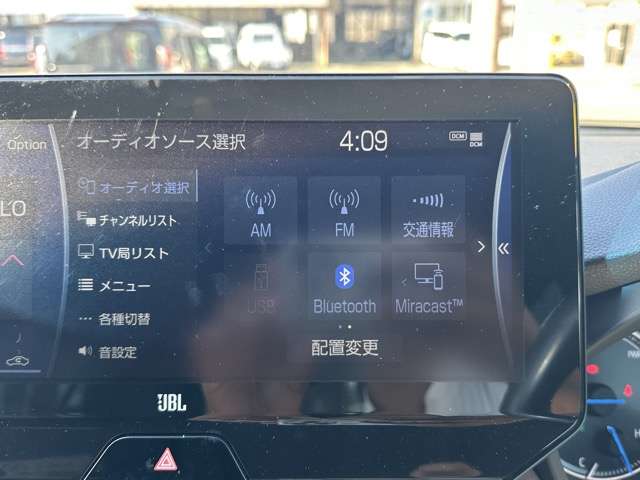 Option
オーディオソース選択
4:09
DCM
DCM
LO
オーディオ選択
チャンネルリスト
TV局リスト
メニュー
各種切替
音設定
AM
FM
交通情報
USB
Bluetooth
Miracast™
配置変更
JBL
C
H